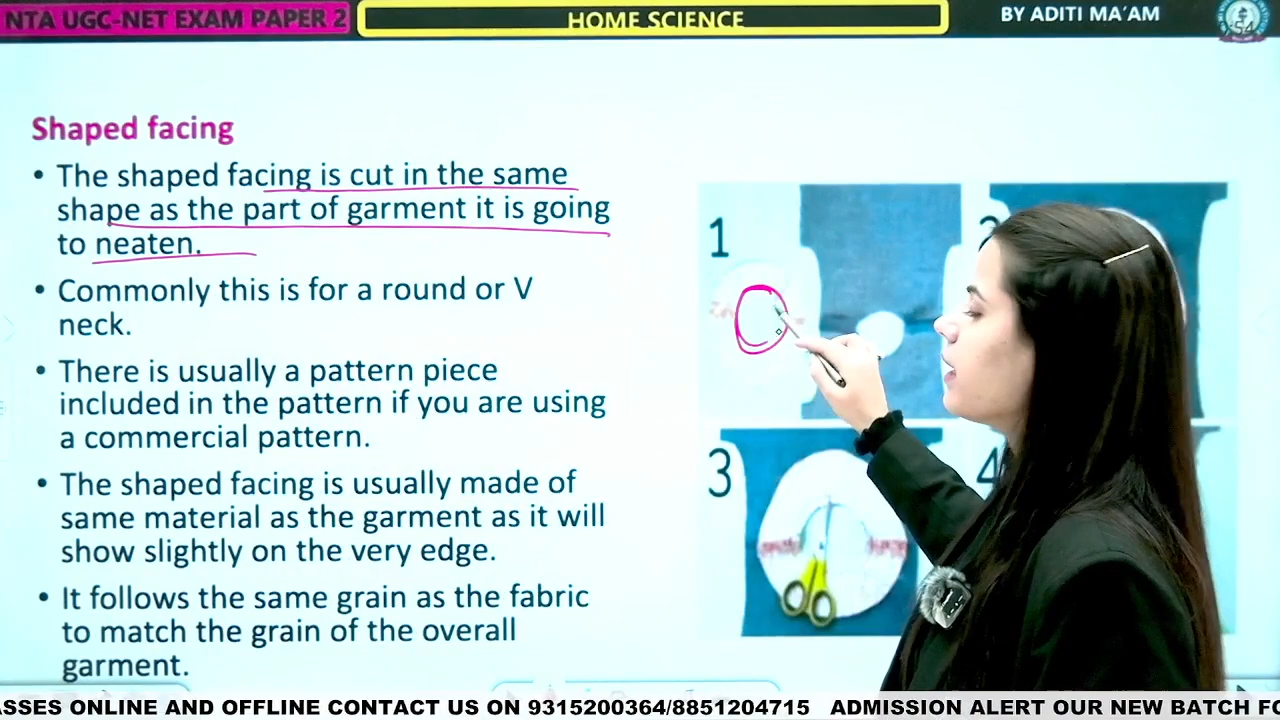 NTA UGC-NET EXAM PAPER 2
HOME SCIENCE
BY ADITI MA'AM
Shaped facing
• The shaped facing is cut in the same
shape as the part of garment it is going
to neaten.
• Commonly this is for a round or V
neck.
• There is usually a pattern piece
included in the pattern if you are using
a commercial pattern.
• The shaped facing is usually made of
same material as the garment as it will
show slightly on the very edge.
• It follows the same grain as the fabric
to match the grain of the overall
garment.
1
3
4
ASSES ONLINE AND OFFLINE CONTACT US ON 9315200364/8851204715 ADMISSION ALERT OUR NEW BATCH FO